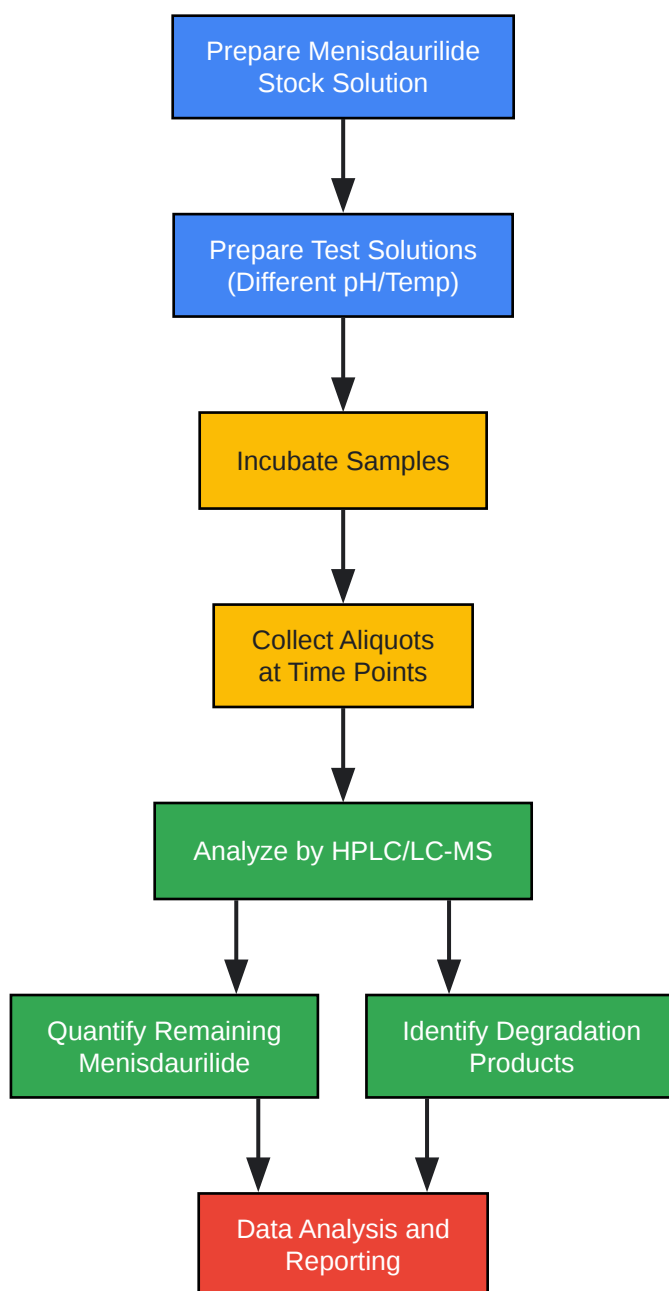 Prepare Menisdaurilide
Stock Solution
Prepare Test Solutions
(Different pH/Temp)
Incubate Samples
Collect Aliquots
at Time Points
Analyze by HPLC/LC-MS
Quantify Remaining
Menisdaurilide
Identify Degradation
Products
Data Analysis and
Reporting